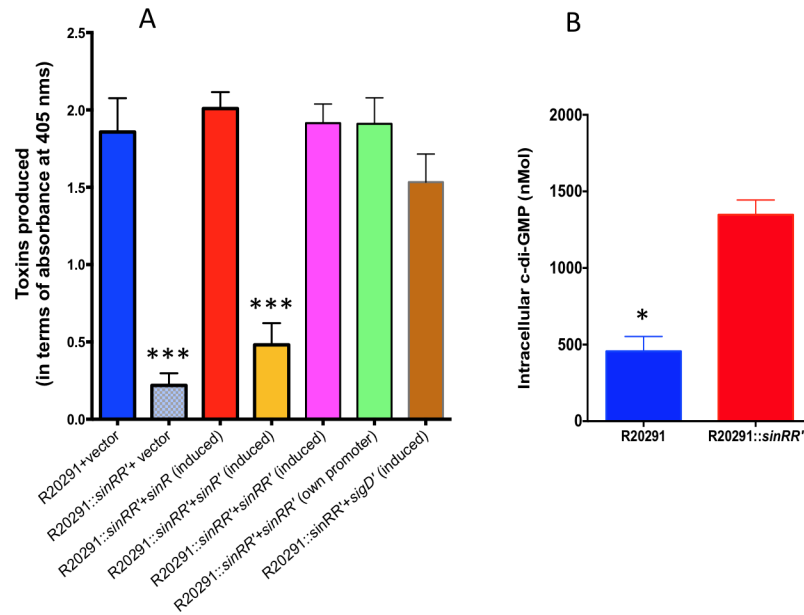 A
Toxins produced
(in terms of absorbance at 405 nms)
2.5
2.0
1.5
1.0
0.5
0.0
***
***
R20291+vector
R20291::sinRR'+ vector
R20291::sinRR'+sinR (induced)
R20291::sinRR'+sinR' (induced)
R20291::sinRR'+sinRR' (induced)
R20291::sinRR'+sinRR' (own promoter)
R20291::sinRR'+sigD' (induced)
B
Intracellular c-di-GMP (nMol)
2000
1500
1000
500
0
*
R20291
R20291::sinRR'